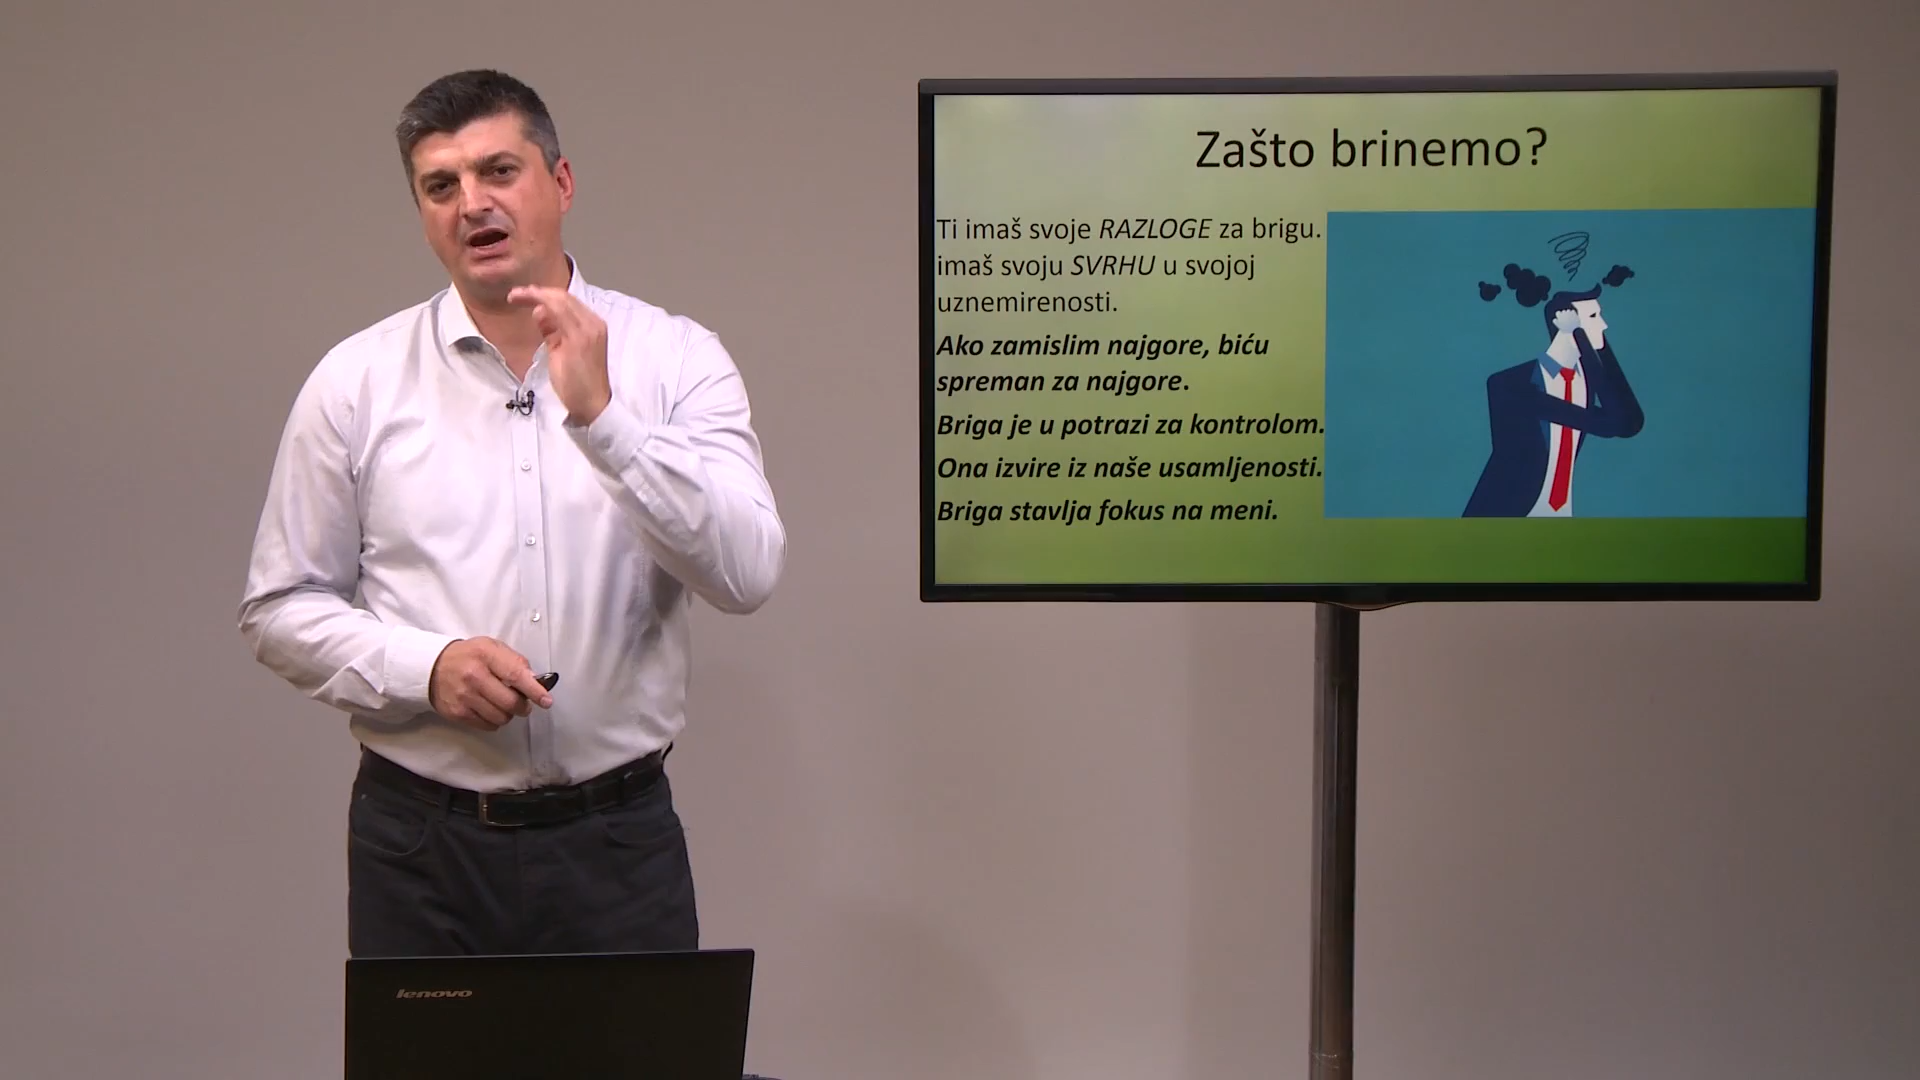 Zašto brinemo?
Ti imaš svoje RAZLOGE za brigu.
imaš svoju SVRHU u svojoj
uznemirenosti.
Ako zamislim najgore, biću
spreman za najgore.
Briga je u potrazi za kontrolom.
Ona izvire iz naše usamljenosti.
Briga stavlja fokus na meni.
lenovo